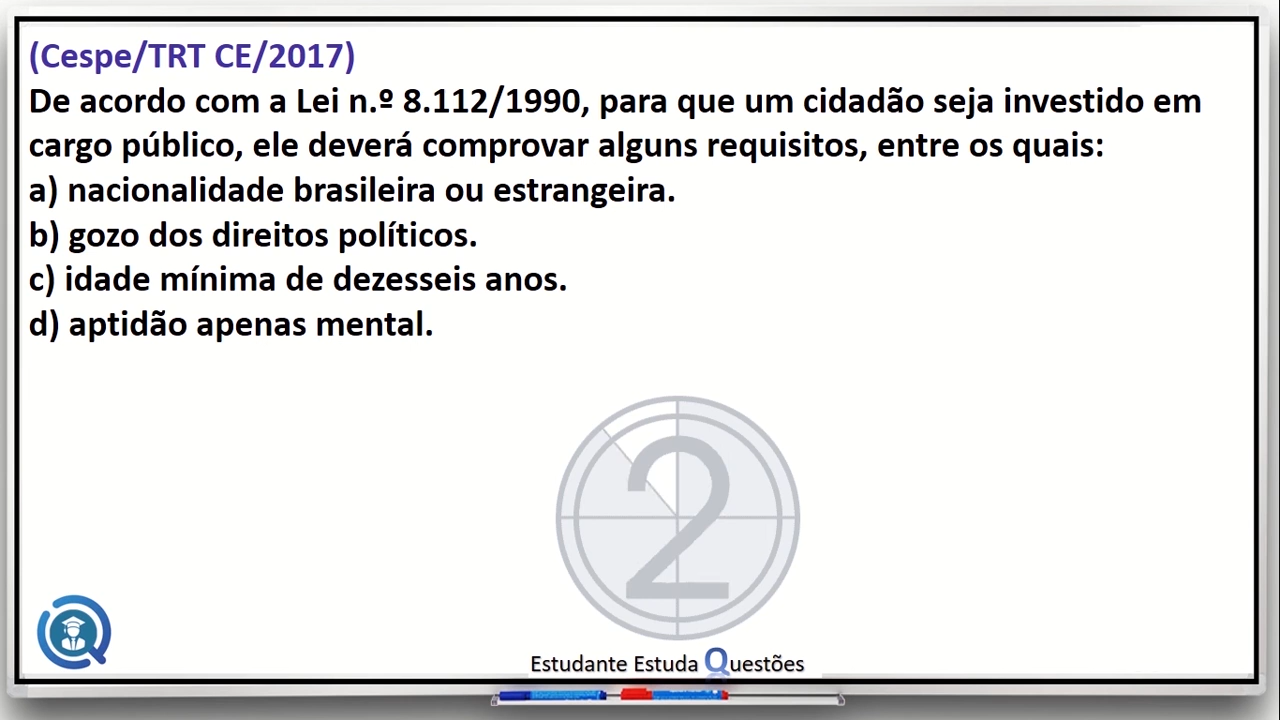 (Cespe/TRT CE/2017)
De acordo com a Lei n.º 8.112/1990, para que um cidadão seja investido em
cargo público, ele deverá comprovar alguns requisitos, entre os quais:
a) nacionalidade brasileira ou estrangeira.
b) gozo dos direitos políticos.
c) idade mínima de dezesseis anos.
d) aptidão apenas mental.
2
Estudante Estuda Questões